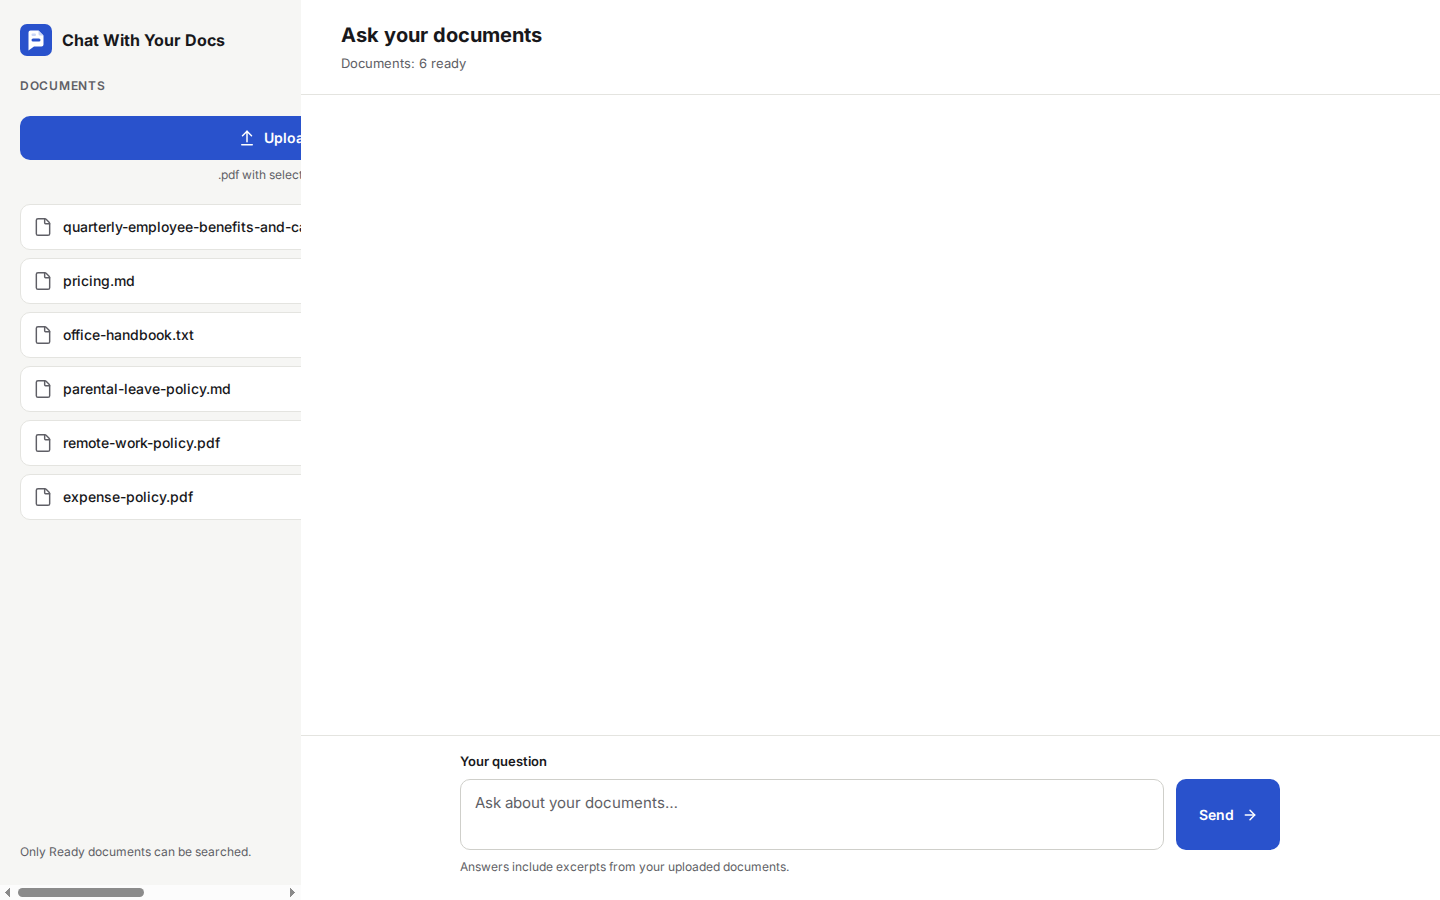 Chat With Your Docs
DOCUMENTS
Uploa
.pdf with select
quarterly-employee-benefits-and-ca
pricing.md
office-handbook.txt
parental-leave-policy.md
remote-work-policy.pdf
expense-policy.pdf
Only Ready documents can be searched.
Ask your documents
Documents: 6 ready
Your question
Ask about your documents...
Send
Answers include excerpts from your uploaded documents.